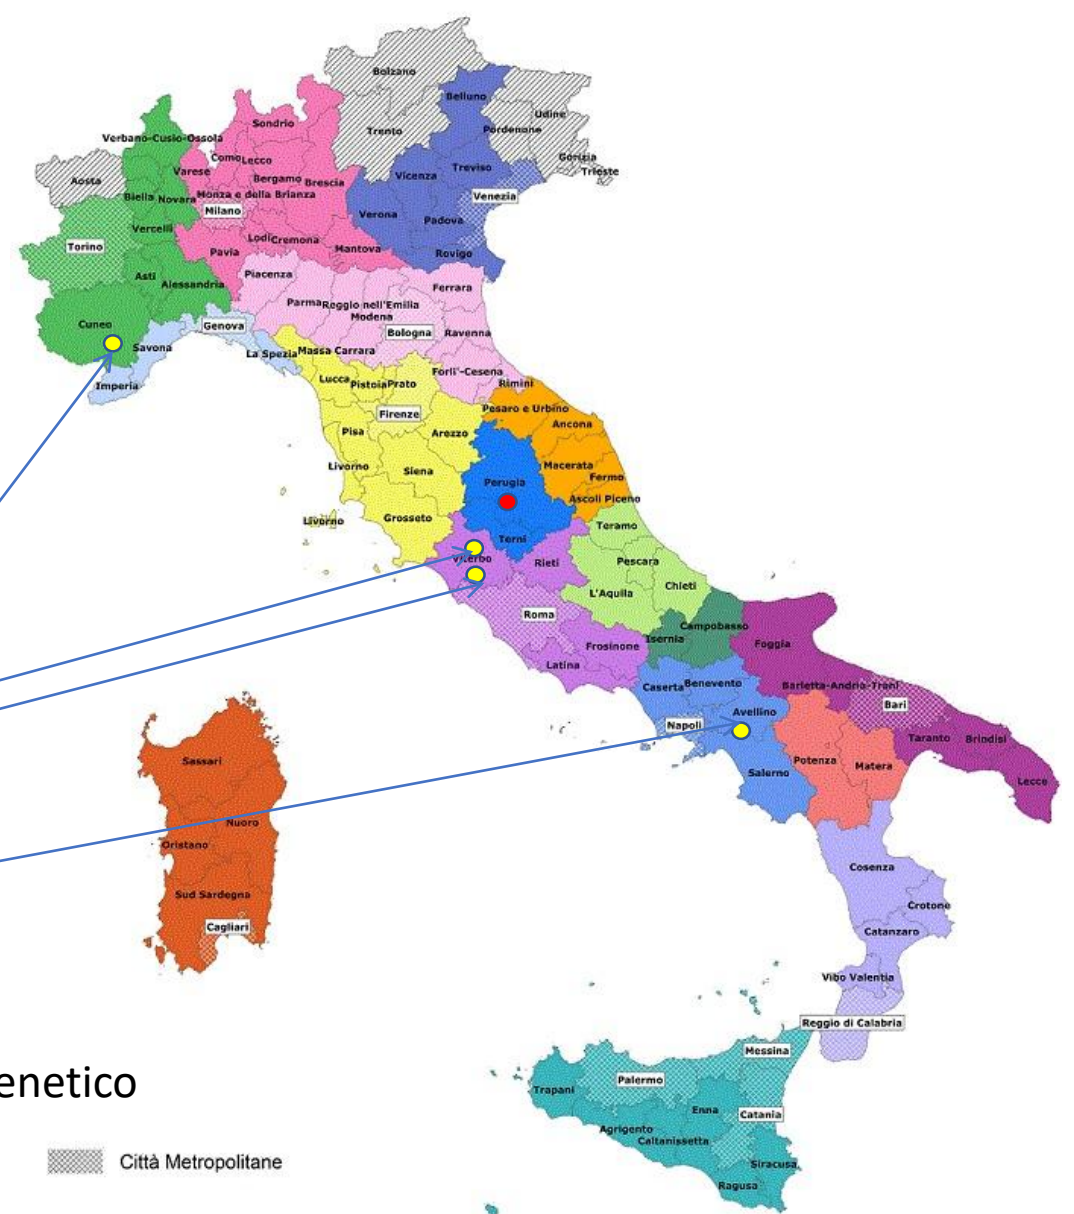 Bolzano
Belluno
Udine
Trento
Pordenone
Verbano-Cusio-Ossola
Sondrio
Gorizia
Trieste
Como
Lecco
Varese
Aosta
Bergamo
Brescia
Vicenza
Treviso
Venezia
Biella
Novara
Monza e della Brianza
Milano
Verona
Padova
Vercelli
Torino
Lodi
Cremona
Pavia
Mantova
Rovigo
Asti
Alessandria
Piacenza
Ferrara
Parma
Reggio nell'Emilia
Modena
Cuneo
Genova
Bologna
Ravenna
Savona
La Spezia
Massa Carrara
Imperia
Forli'-Cesena
Lucca
Pistoia
Prato
Rimini
Firenze
Pesaro e Urbino
Ancona
Pisa
Arezzo
Livorno
Siena
Macerata
Perugia
Fermo
Ascoli Piceno
Livorno
Grosseto
Teramo
Terni
Viterbo
Rieti
Pescara
Chieti
L'Aquila
Roma
Campobasso
Isernia
Frosinone
Foggia
Latina
Caserta
Benevento
Barletta-Andria-Trani
Bari
Avellino
Napoli
Taranto
Brindisi
Potenza
Matera
Salerno
Lecce
Sassari
Nuoro
Oristano
Cosenza
Sud Sardegna
Crotone
Cagliari
Catanzaro
Vibo Valentia
Reggio di Calabria
Messina
enetico
Palermo
Trapani
Enna
Catania
Agrigento
Caltanissetta
Città Metropolitane
Siracusa
Ragusa